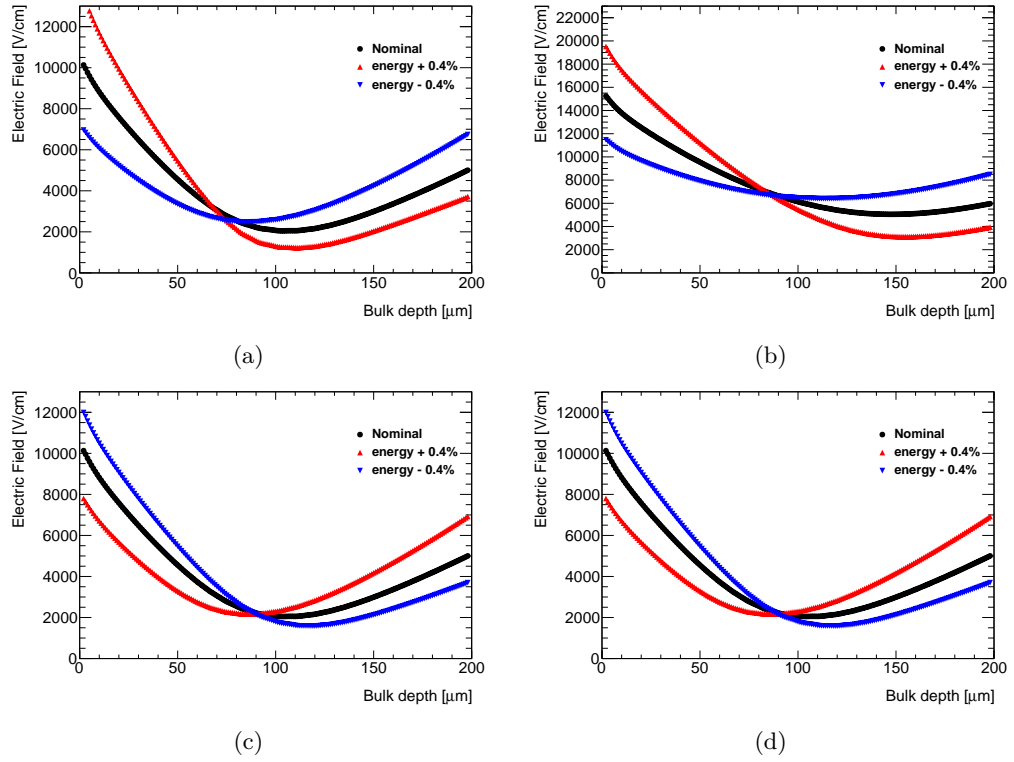 Electric Field [V/cm]
12000
10000
8000
6000
4000
2000
0
Nominal
energy + 0.4%
energy - 0.4%
0 50 100 150 200
Bulk depth [μm]
(a)
Electric Field [V/cm]
22000
20000
18000
16000
14000
12000
10000
8000
6000
4000
2000
0
Nominal
energy + 0.4%
energy - 0.4%
0 50 100 150 200
Bulk depth [μm]
(b)
Electric Field [V/cm]
12000
10000
8000
6000
4000
2000
0
Nominal
energy + 0.4%
energy - 0.4%
0 50 100 150 200
Bulk depth [μm]
(c)
Electric Field [V/cm]
12000
10000
8000
6000
4000
2000
0
Nominal
energy + 0.4%
energy - 0.4%
0 50 100 150 200
Bulk depth [μm]
(d)